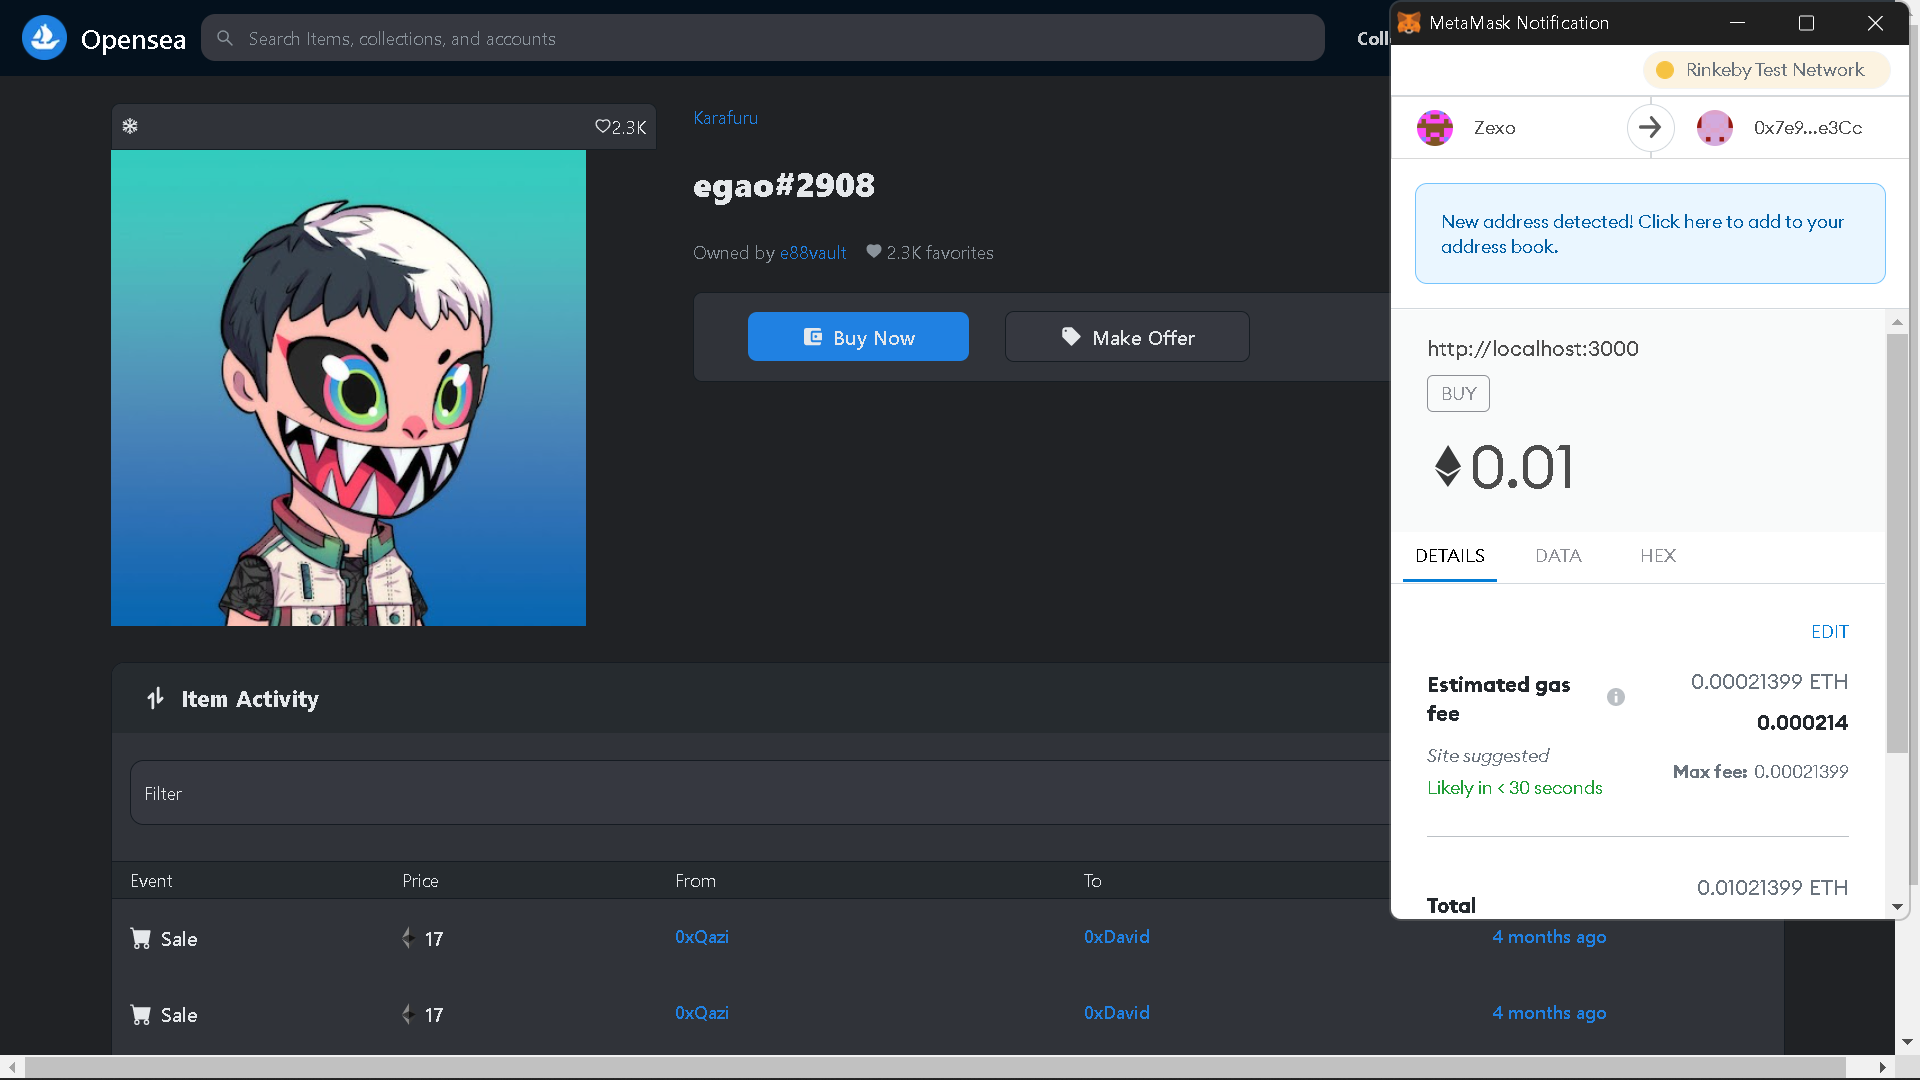 Opensea
Search Items, collections, and accounts
Coll
2.3K
Karafuru
egao#2908
Owned by e88vault 2.3K favorites
Buy Now
Make Offer
Item Activity
Filter
Event Price From To
Sale 17 0xQazi 0xDavid 4 months ago
Sale 17 0xQazi 0xDavid 4 months ago
MetaMask Notification
Rinkeby Test Network
Zexo 0x7e9...e3Cc
New address detected! Click here to add to your
address book.
http://localhost:3000
BUY
0.01
DETAILS DATA HEX
EDIT
Estimated gas
fee
0.00021399 ETH
0.000214
Site suggested
Likely in < 30 seconds
Max fee: 0.00021399
0.01021399 ETH
Total